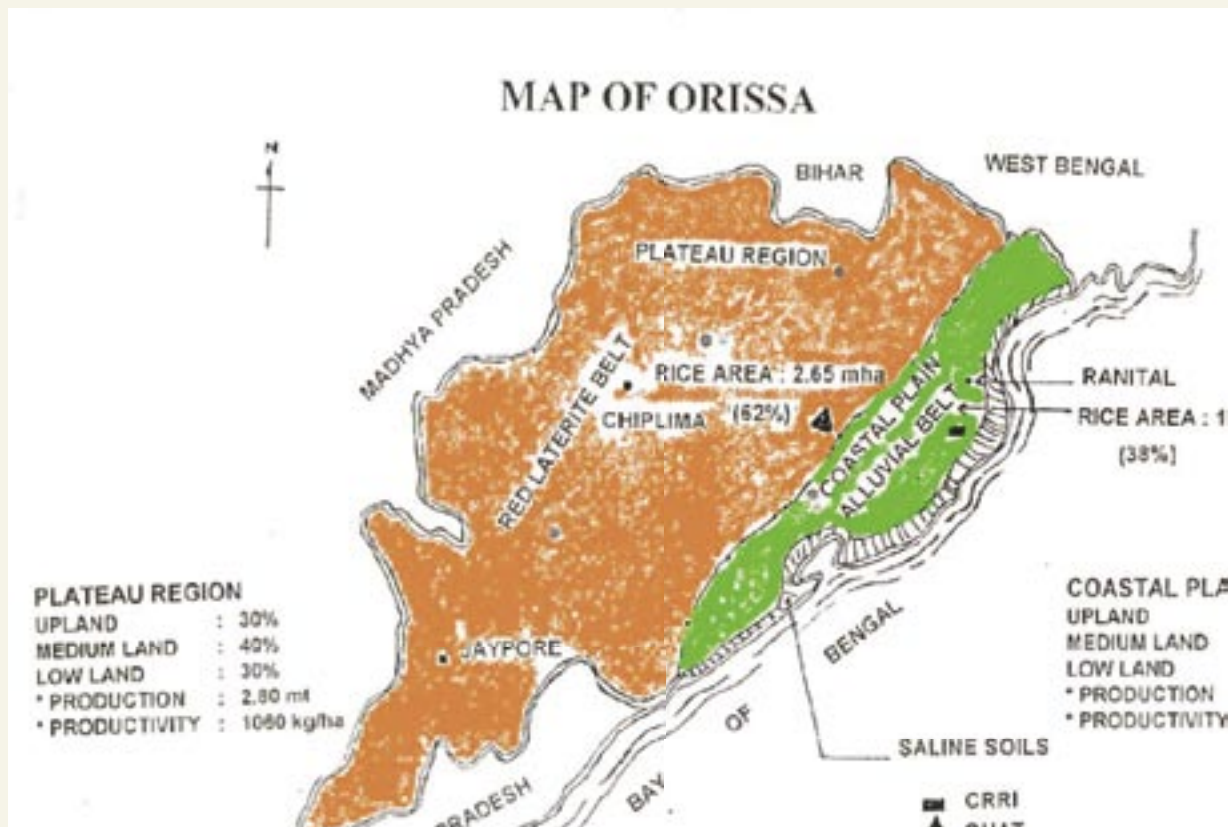 MAP OF ORISSA
N
BIHAR
WEST BENGAL
MADHYA PRADESH
PLATEAU REGION
RED LATERITE BELT
RICE AREA : 2.65 mha
(62%)
CHIPLIMA
COASTAL PLAIN
ALLUVIAL BELT
RANITAL
RICE AREA : 1
(38%)
JAYPORE
PLATEAU REGION
UPLAND : 30%
MEDIUM LAND : 40%
LOW LAND : 30%
* PRODUCTION : 2.80 mt
* PRODUCTIVITY : 1060 kg/ha
COASTAL PLA
UPLAND
MEDIUM LAND
LOW LAND
* PRODUCTION
* PRODUCTIVITY
BAY OF BENGAL
SALINE SOILS
PRADESH
CRRI